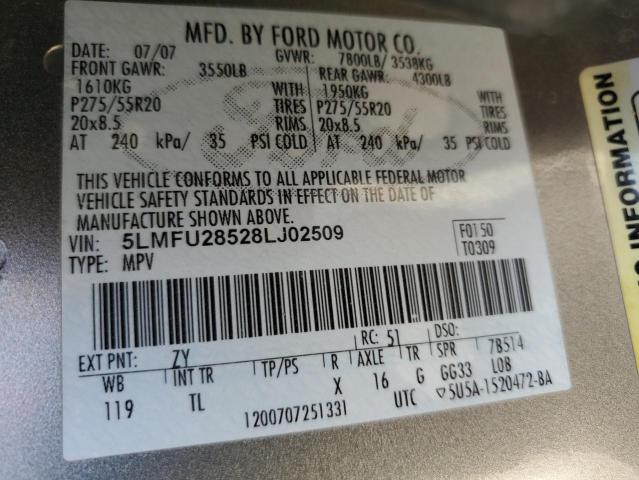 MFD. BY FORD MOTOR CO.
DATE: 07/07 GVWR: 7800LB/ 3538KG
FRONT GAWR: 3550LB REAR GAWR: 4300LB
1610KG WITH 1950KG WITH
P275/55R20 TIRES P275/55R20 TIRES
20x8.5 RIMS 20x8.5 RIMS
AT 240 kPa/ 35 PSI COLD AT 240 kPa/ 35 PSI COLD
Ford
THIS VEHICLE CONFORMS TO ALL APPLICABLE FEDERAL MOTOR
VEHICLE SAFETY STANDARDS IN EFFECT ON THE DATE OF
MANUFACTURE SHOWN ABOVE.
VIN: 5LMFU28528LJ02509 F0150
TYPE: MPV T0309
EXT PNT: ZY RC: 51 DSO:
WB INT TR TP/PS R AXLE TR SPR 7B514
119 TL X 16 G GG33 LOB
1200707251331 UTC ▽5U5A-1520472-BA
INFORMATION